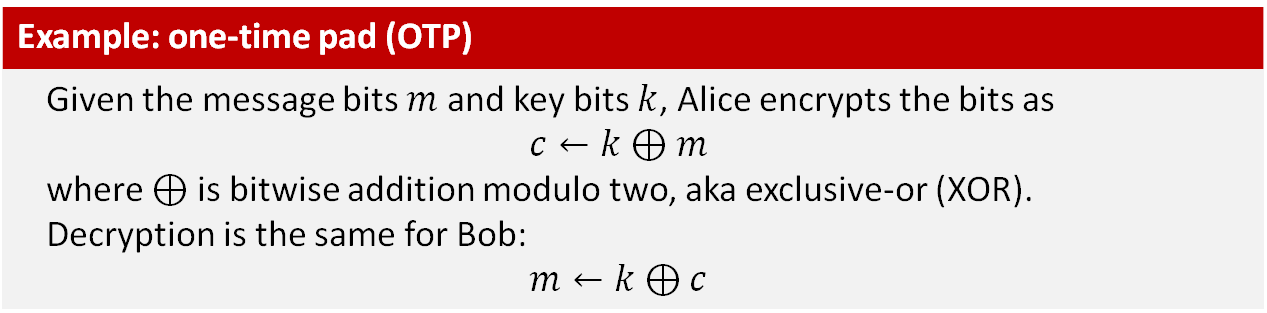 Example: one-time pad (OTP)
Given the message bits m and key bits k, Alice encrypts the bits as
c ← k ⊕ m
where ⊕ is bitwise addition modulo two, aka exclusive-or (XOR).
Decryption is the same for Bob:
m ← k ⊕ c